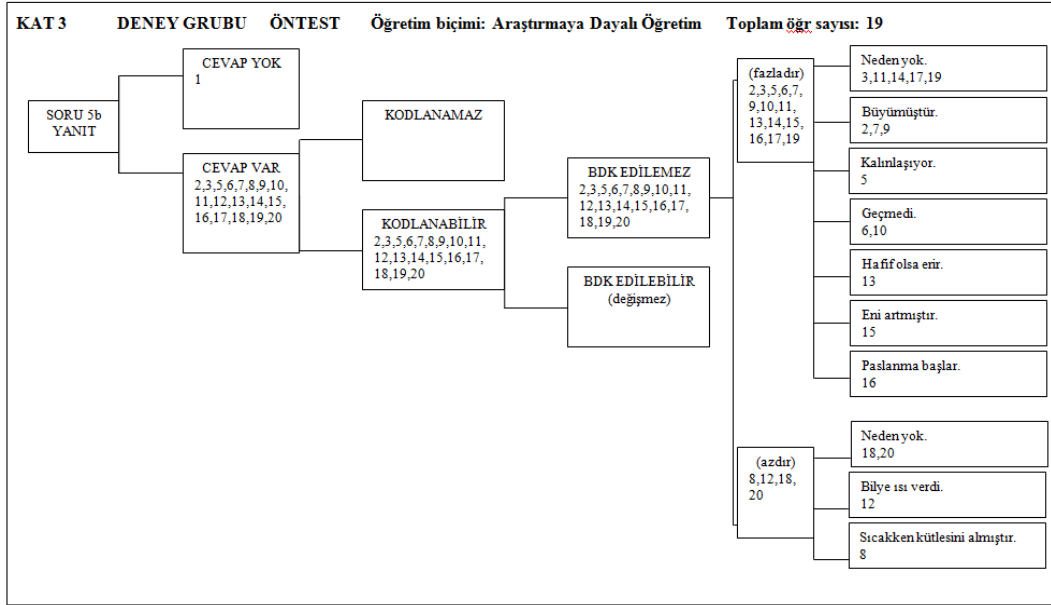 KAT 3 DENEY GRUBU ÖNTEST Öğretim biçimi: Araştırmaya Dayalı Öğretim Toplam öğr sayısı: 19
SORU 5b
YANIT
CEVAP YOK
1
CEVAP VAR
2,3,5,6,7,8,9,10,
11,12,13,14,15,
16,17,18,19,20
KODLANAMAZ
KODLANABİLİR
2,3,5,6,7,8,9,10,11,
12,13,14,15,16,17,
18,19,20
BDK EDİLEMEZ
2,3,5,6,7,8,9,10,11,
12,13,14,15,16,17,
18,19,20
BDK EDİLEBİLİR
(değişmez)
(fazladır)
2,3,5,6,7,
9,10,11,
13,14,15,
16,17,19
Neden yok.
3,11,14,17,19
Büyümüştür.
2,7,9
Kalınlaşıyor.
5
Geçmedi.
6,10
Hafif olsa erir.
13
Eni artmıştır.
15
Paslanma başlar.
16
(azdır)
8,12,18,
20
Neden yok.
18,20
Bilye ısı verdi.
12
Sıcakken kütlesini almıştır.
8